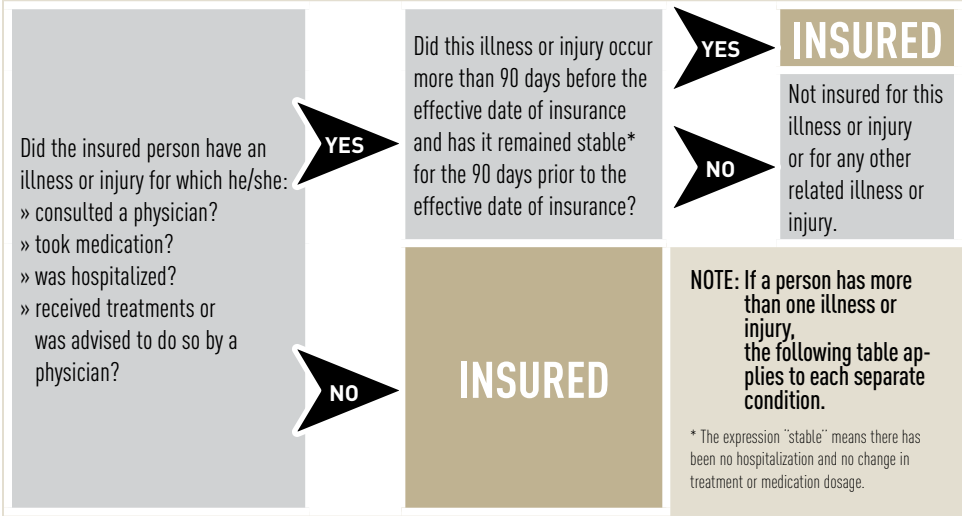 Did the insured person have an
illness or injury for which he/she:
» consulted a physician?
» took medication?
» was hospitalized?
» received treatments or
was advised to do so by a
physician?
YES
NO
Did this illness or injury occur
more than 90 days before the
effective date of insurance
and has it remained stable*
for the 90 days prior to the
effective date of insurance?
YES
NO
INSURED
Not insured for this
illness or injury
or for any other
related illness or
injury.
INSURED
NOTE: If a person has more
than one illness or
injury,
the following table ap-
plies to each separate
condition.
* The expression ¨stable¨ means there has
been no hospitalization and no change in
treatment or medication dosage.